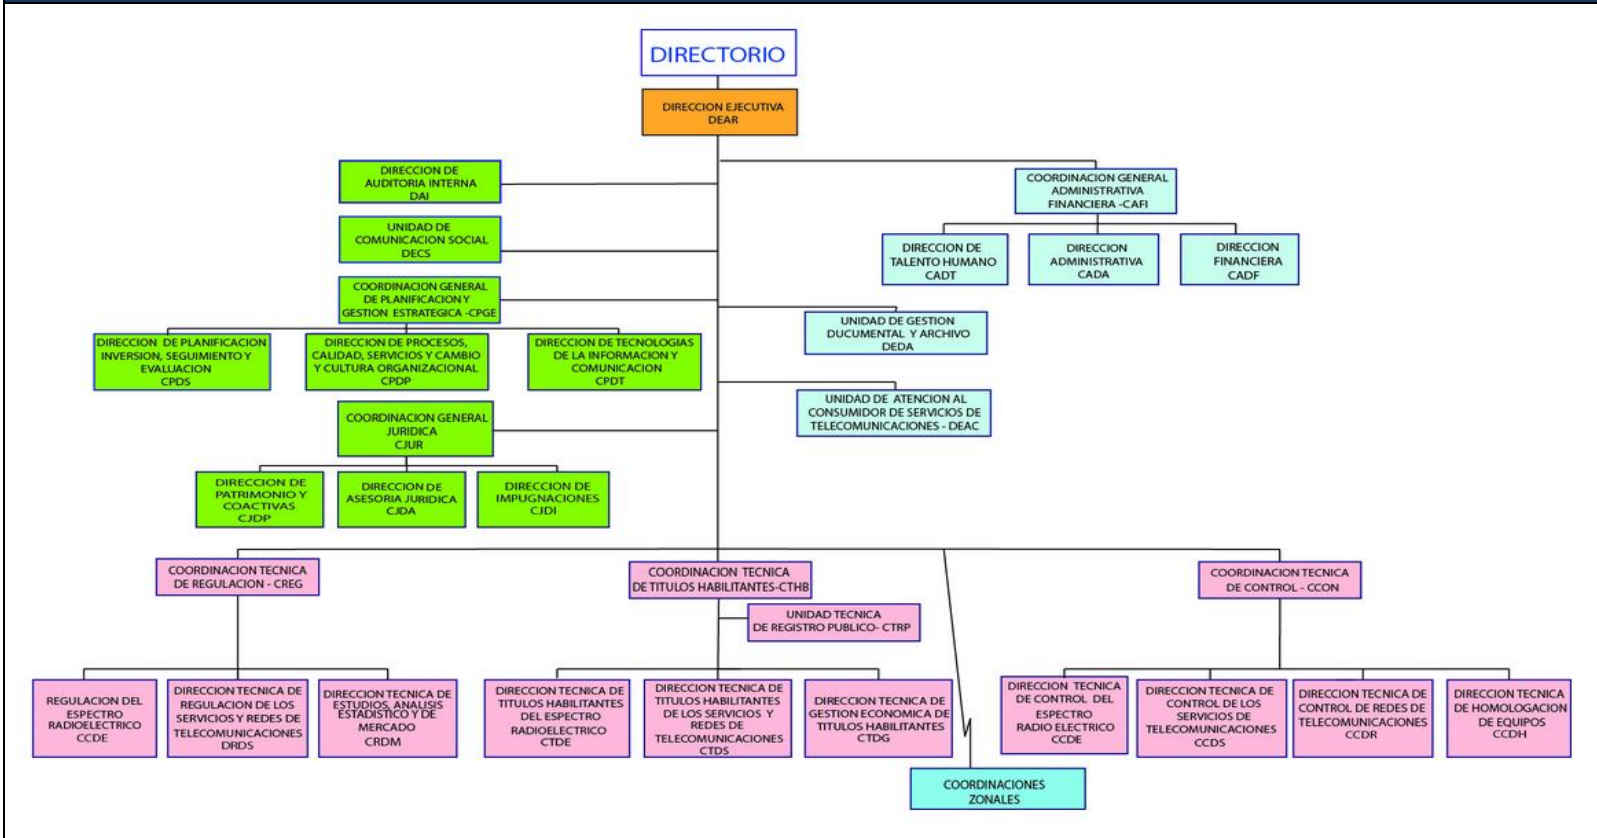 DIRECTORIO
DIRECCION EJECUTIVA
DEAR
DIRECCION DE
AUDITORIA INTERNA
DAI
COORDINACION GENERAL
ADMINISTRATIVA
FINANCIERA -CAFI
UNIDAD DE
COMUNICACION SOCIAL
DECS
DIRECCION DE
TALENTO HUMANO
CADT
DIRECCION
ADMINISTRATIVA
CADA
DIRECCION
FINANCIERA
CADF
COORDINACION GENERAL
DE PLANIFICACION Y
GESTION ESTRATEGICA -CPGE
UNIDAD DE GESTION
DUCUMENTAL Y ARCHIVO
DEDA
DIRECCION DE PLANIFICACION
INVERSION, SEGUIMIENTO Y
EVALUACION
CPDS
DIRECCION DE PROCESOS,
CALIDAD, SERVICIOS Y CAMBIO
Y CULTURA ORGANIZACIONAL
CPDP
DIRECCION DE TECNOLOGIAS
DE LA INFORMACION Y
COMUNICACION
CPDT
UNIDAD DE ATENCION AL
CONSUMIDOR DE SERVICIOS DE
TELECOMUNICACIONES - DEAC
COORDINACION GENERAL
JURIDICA
CJUR
DIRECCION DE
PATRIMONIO Y
COACTIVAS
CJDP
DIRECCION DE
ASESORIA JURIDICA
CJDA
DIRECCION DE
IMPUGNACIONES
CJDI
COORDINACION TECNICA
DE REGULACION - CREG
COORDINACION TECNICA
DE TITULOS HABILITANTES-CTHB
COORDINACION TECNICA
DE CONTROL - CCON
UNIDAD TECNICA
DE REGISTRO PUBLICO- CTRP
REGULACION DEL
ESPECTRO
RADIOELECTRICO
CCDE
DIRECCION TECNICA DE
REGULACION DE LOS
SERVICIOS Y REDES DE
TELECOMUNICACIONES
DRDS
DIRECCION TECNICA DE
ESTUDIOS, ANALISIS
ESTADISTICO Y DE
MERCADO
CRDM
DIRECCION TECNICA DE
TITULOS HABILITANTES
DEL ESPECTRO
RADIOELECTRICO
CTDE
DIRECCION TECNICA DE
TITULOS HABILITANTES
DE LOS SERVICIOS Y
REDES DE
TELECOMUNICACIONES
CTDS
DIRECCION TECNICA DE
GESTION ECONOMICA DE
TITULOS HABILITANTES
CTDG
DIRECCION TECNICA
DE CONTROL DEL
ESPECTRO
RADIO ELECTRICO
CCDE
DIRECCION TECNICA DE
CONTROL DE LOS
SERVICIOS DE
TELECOMUNICACIONES
CCDS
DIRECCION TECNICA DE
CONTROL DE REDES DE
TELECOMUNICACIONES
CCDR
DIRECCION TECNICA
DE HOMOLOGACION
DE EQUIPOS
CCDH
COORDINACIONES
ZONALES